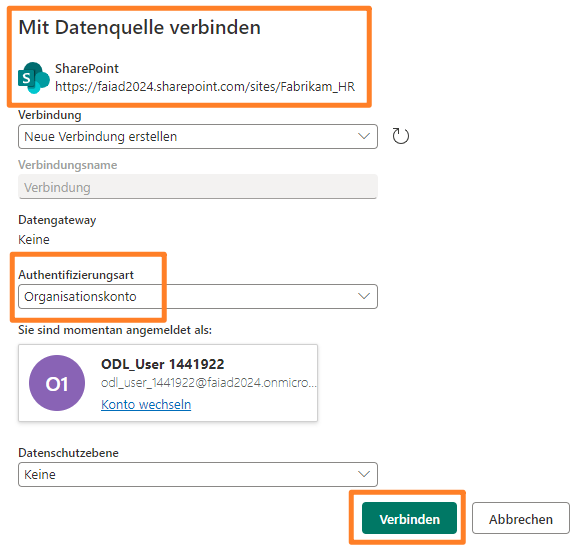 Mit Datenquelle verbinden
S
SharePoint
https://faiad2024.sharepoint.com/sites/Fabrikam_HR
Verbindung
Neue Verbindung erstellen
Verbindungsname
Verbindung
Datengateway
Keine
Authentifizierungsart
Organisationskonto
Sie sind momentan angemeldet als:
O1
ODL_User 1441922
odl_user_1441922@faiad2024.onmicro...
Konto wechseln
Datenschutzebene
Keine
Verbinden
Abbrechen